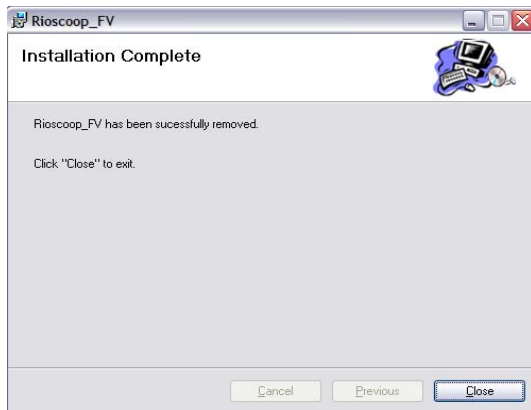 Rioscoop_FV
Installation Complete
Rioscoop_FV has been sucessfully removed.
Click "Close" to exit.
Cancel
Previous
Close